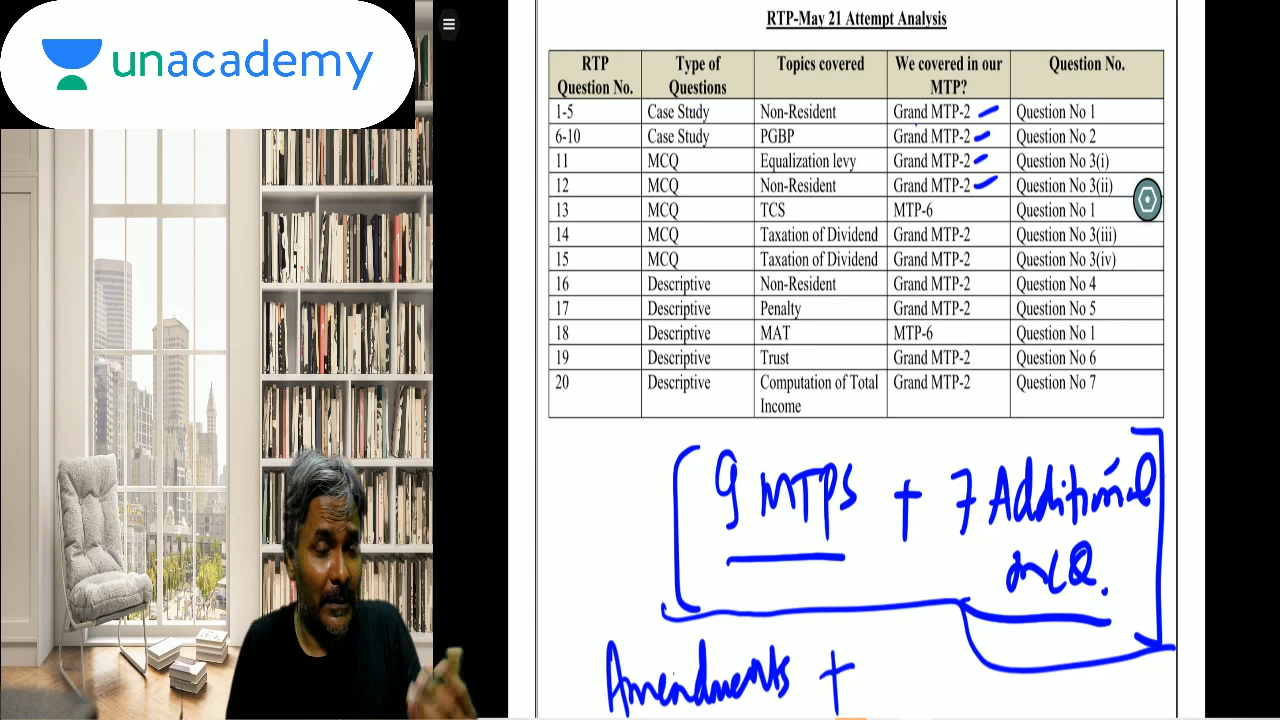 unacademy
RTP-May 21 Attempt Analysis
RTP Question No. Type of Questions Topics covered We covered in our MTP? Question No.
1-5 Case Study Non-Resident Grand MTP-2 Question No 1
6-10 Case Study PGBP Grand MTP-2 Question No 2
11 MCQ Equalization levy Grand MTP-2 Question No 3(i)
12 MCQ Non-Resident Grand MTP-2 Question No 3(ii)
13 MCQ TCS MTP-6 Question No 1
14 MCQ Taxation of Dividend Grand MTP-2 Question No 3(iii)
15 MCQ Taxation of Dividend Grand MTP-2 Question No 3(iv)
16 Descriptive Non-Resident Grand MTP-2 Question No 4
17 Descriptive Penalty Grand MTP-2 Question No 5
18 Descriptive MAT MTP-6 Question No 1
19 Descriptive Trust Grand MTP-2 Question No 6
20 Descriptive Computation of Total Income Grand MTP-2 Question No 7
[9 MTPs + 7 Additional
MCQ.]
Amendments +